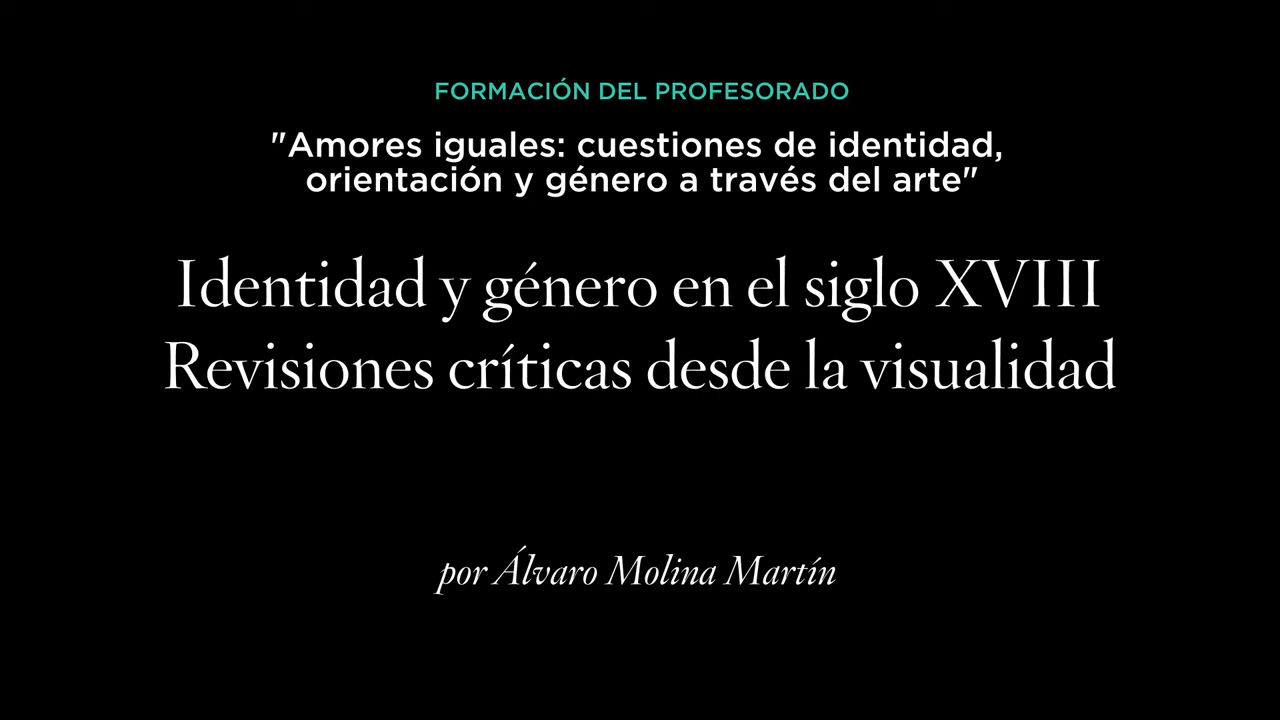 FORMACIÓN DEL PROFESORADO
"Amores iguales: cuestiones de identidad,
orientación y género a través del arte"
Identidad y género en el siglo XVIII
Revisiones críticas desde la visualidad
por Álvaro Molina Martín